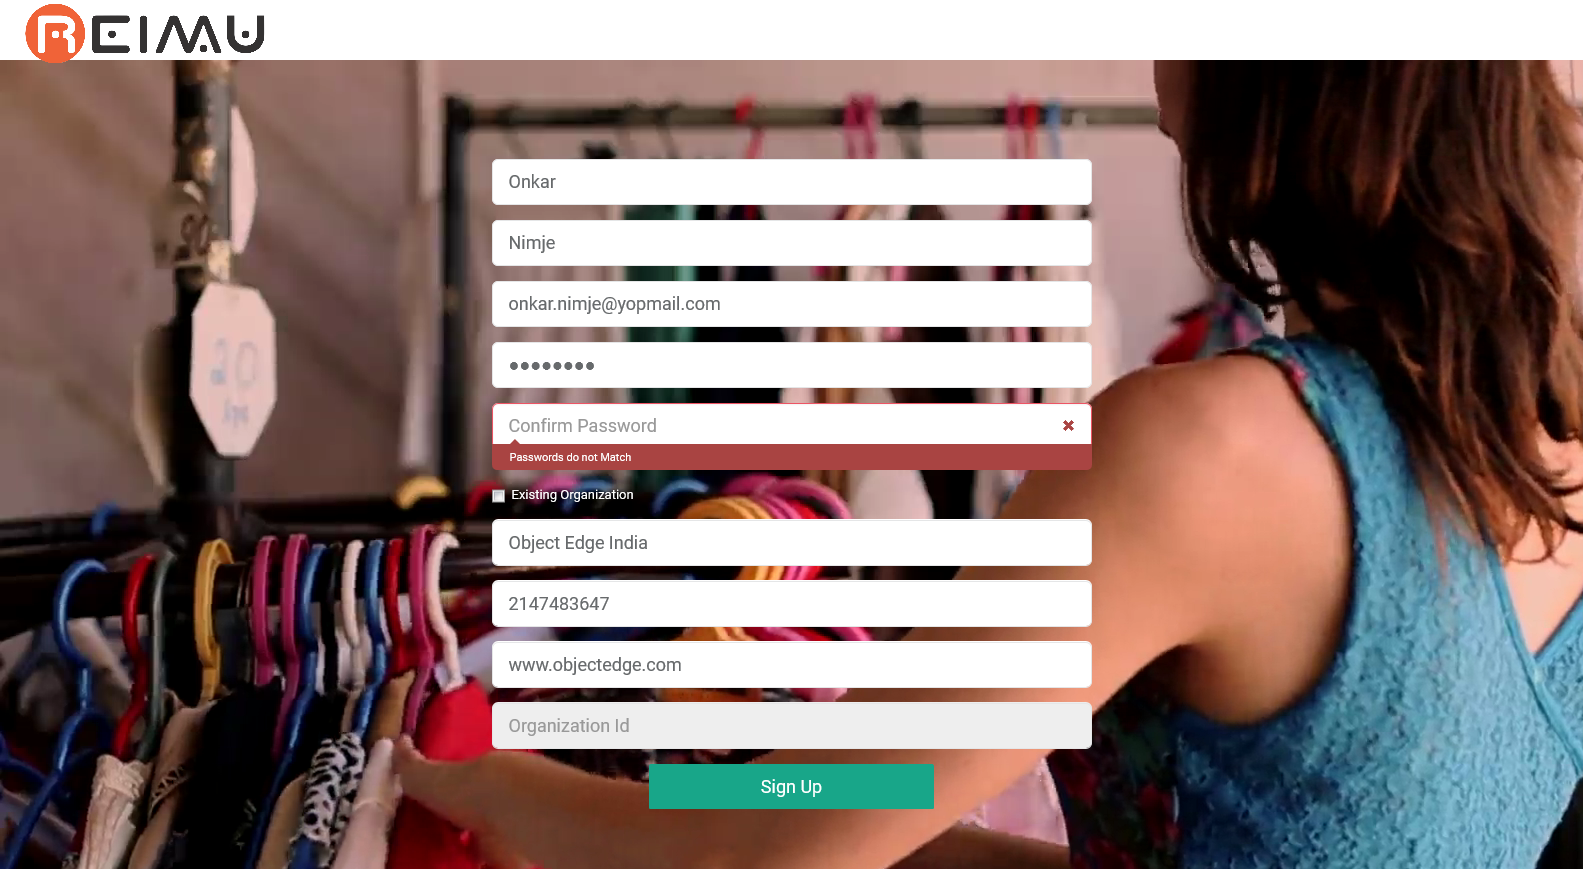 REIMU
Onkar
Nimje
onkar.nimje@yopmail.com
Confirm Password
Passwords do not Match
Existing Organization
Object Edge India
2147483647
www.objectedge.com
Organization Id
Sign Up